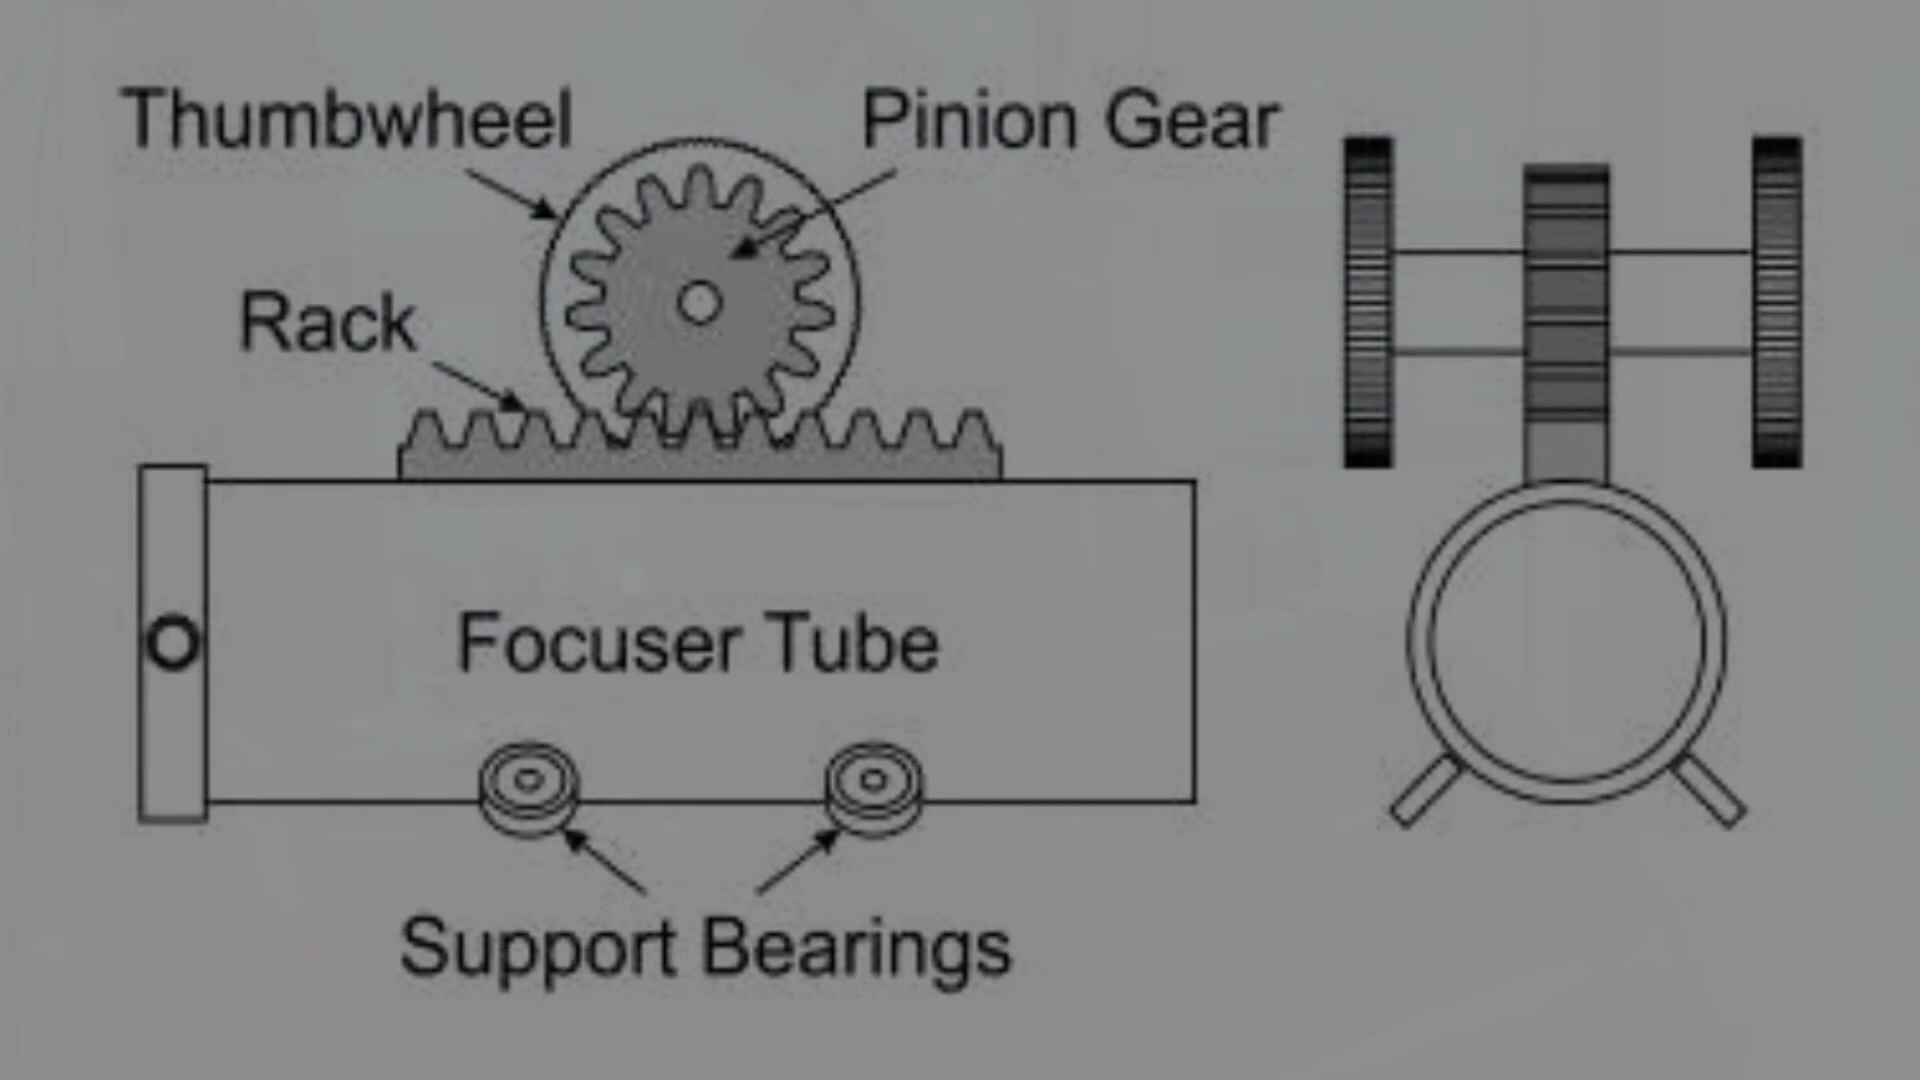 Thumbwheel
Pinion Gear
Rack
Focuser Tube
Support Bearings